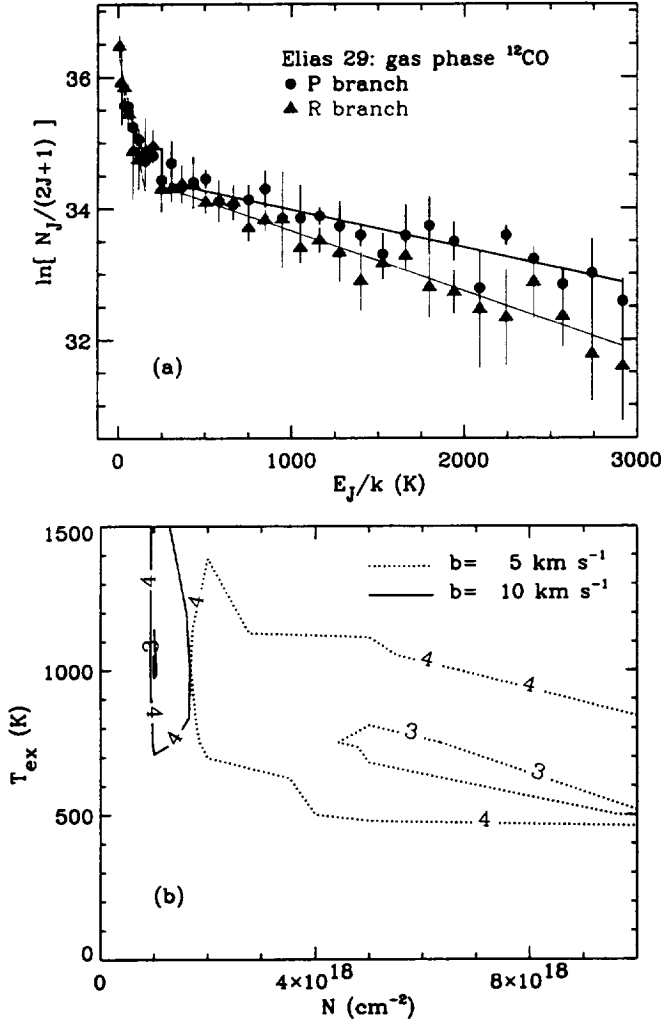 Elias 29: gas phase ¹²CO
P branch
R branch
ln[ N_J/(2J+1) ]
36
34
32
(a)
0
1000
2000
3000
E_J/k (K)
1500
1000
500
0
T_ex (K)
b= 5 km s⁻¹
b= 10 km s⁻¹
4
4
4
3
4
4
4
3
4
(b)
0
4×10¹⁸
8×10¹⁸
N (cm⁻²)